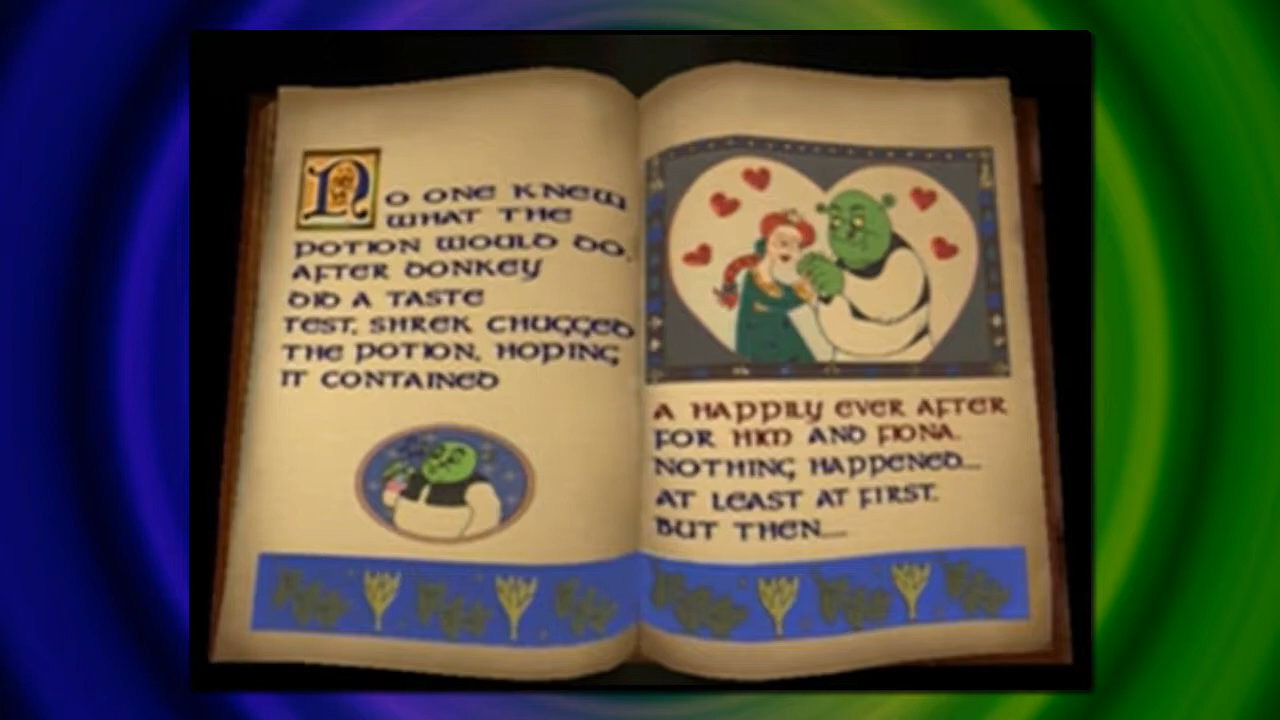 NO ONE KNEW
WHAT THE
POTION WOULD DO.
AFTER DONKEY
DID A TASTE
TEST, SHREK CHUGGED
THE POTION, HOPING
IT CONTAINED
A HAPPILY EVER AFTER
FOR HIM AND FIONA.
NOTHING HAPPENED...
AT LEAST AT FIRST.
BUT THEN....